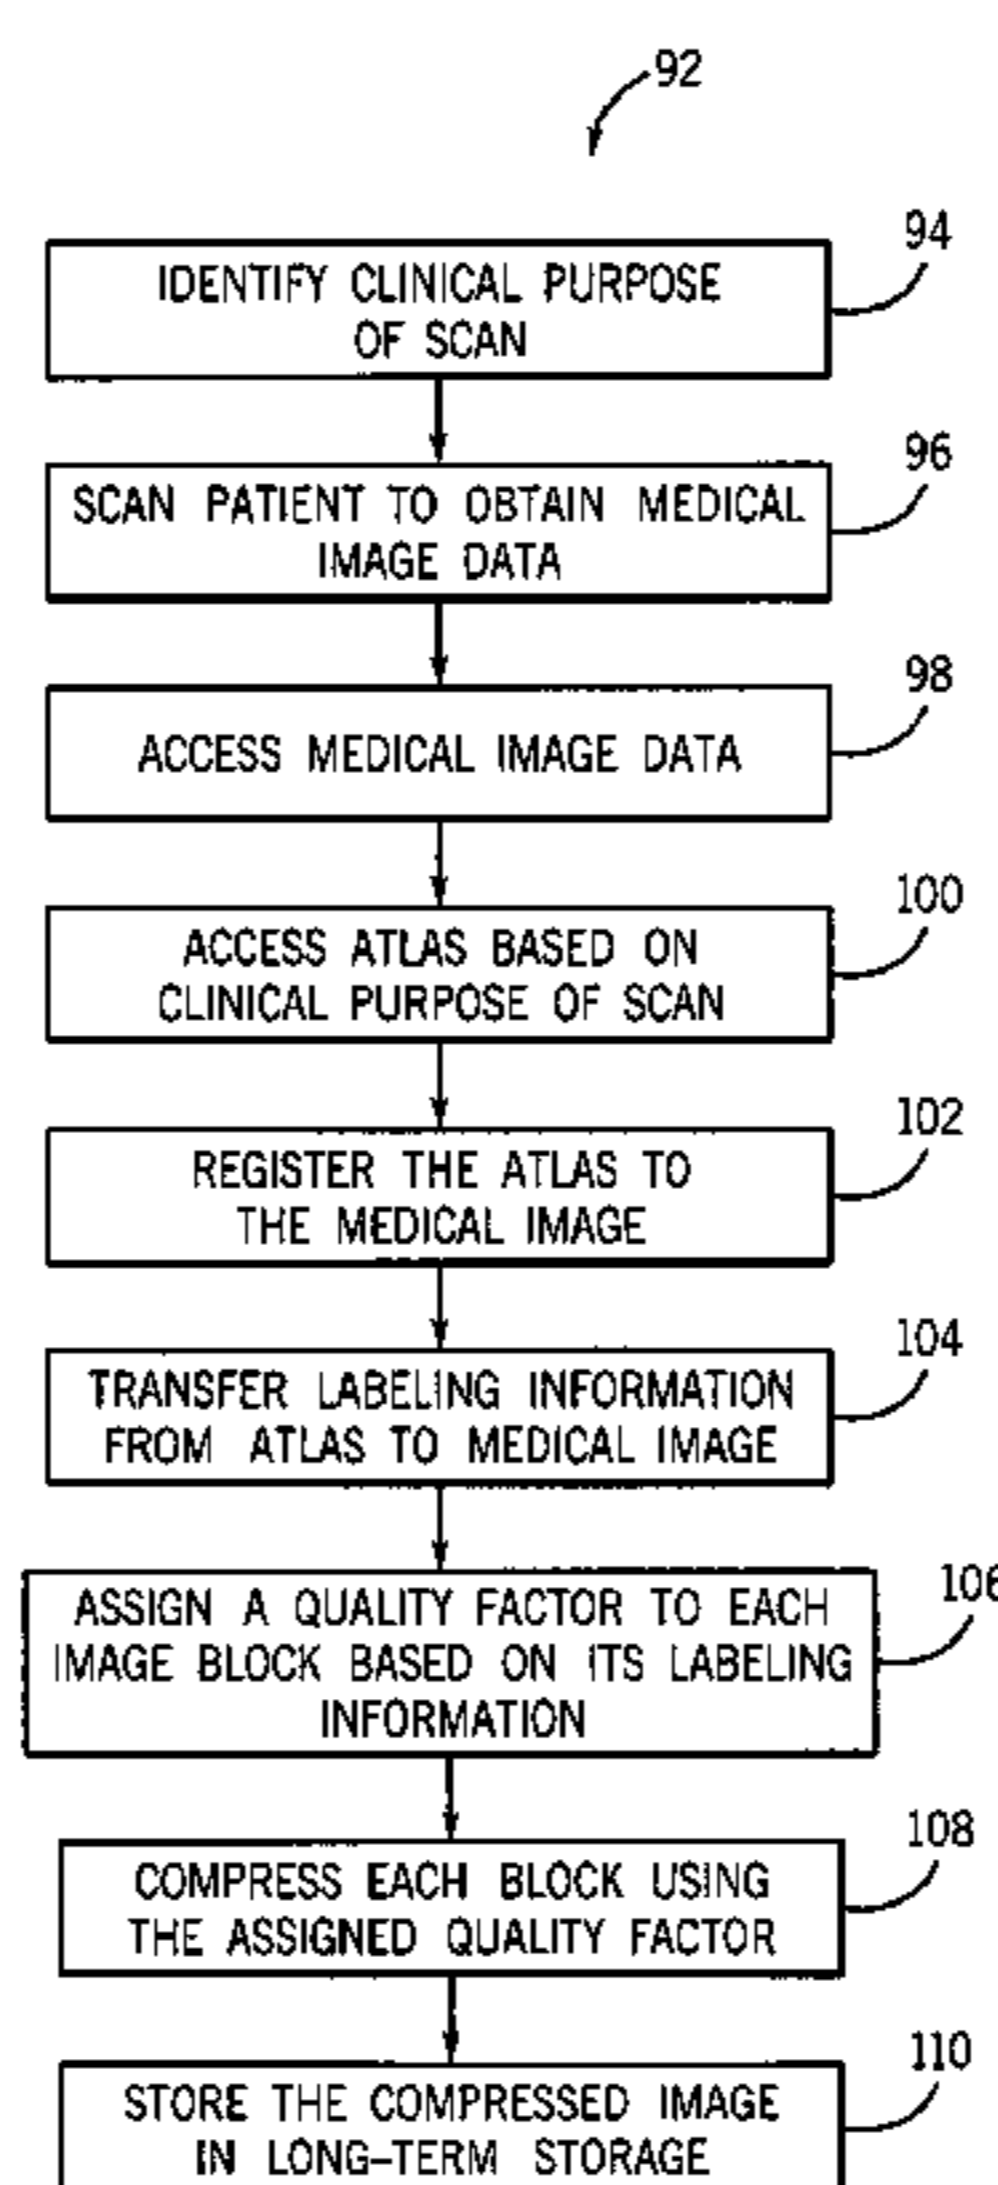 92
94
IDENTIFY CLINICAL PURPOSE
OF SCAN
96
SCAN PATIENT TO OBTAIN MEDICAL
IMAGE DATA
98
ACCESS MEDICAL IMAGE DATA
100
ACCESS ATLAS BASED ON
CLINICAL PURPOSE OF SCAN
102
REGISTER THE ATLAS TO
THE MEDICAL IMAGE
104
TRANSFER LABELING INFORMATION
FROM ATLAS TO MEDICAL IMAGE
106
ASSIGN A QUALITY FACTOR TO EACH
IMAGE BLOCK BASED ON ITS LABELING
INFORMATION
108
COMPRESS EACH BLOCK USING
THE ASSIGNED QUALITY FACTOR
110
STORE THE COMPRESSED IMAGE
IN LONG-TERM STORAGE